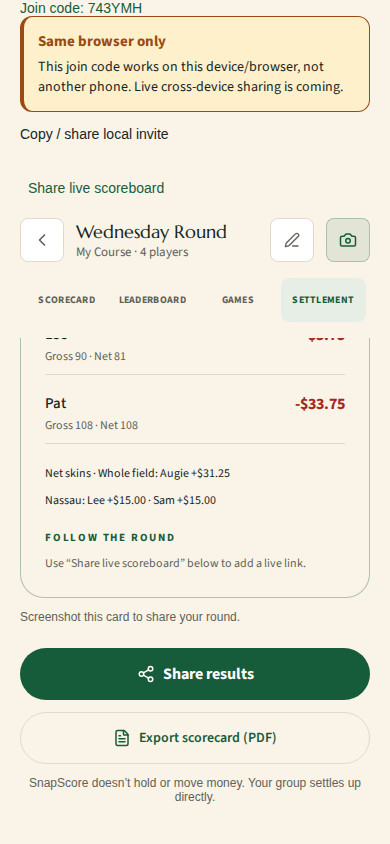 Join code: 743YMH
Same browser only
This join code works on this device/browser, not
another phone. Live cross-device sharing is coming.
Copy / share local invite
Share live scoreboard
Wednesday Round
My Course · 4 players
SCORECARD LEADERBOARD GAMES SETTLEMENT
Gross 90 · Net 81
Pat -$33.75
Gross 108 · Net 108
Net skins · Whole field: Augie +$31.25
Nassau: Lee +$15.00 · Sam +$15.00
FOLLOW THE ROUND
Use “Share live scoreboard” below to add a live link.
Screenshot this card to share your round.
Share results
Export scorecard (PDF)
SnapScore doesn’t hold or move money. Your group settles up
directly.